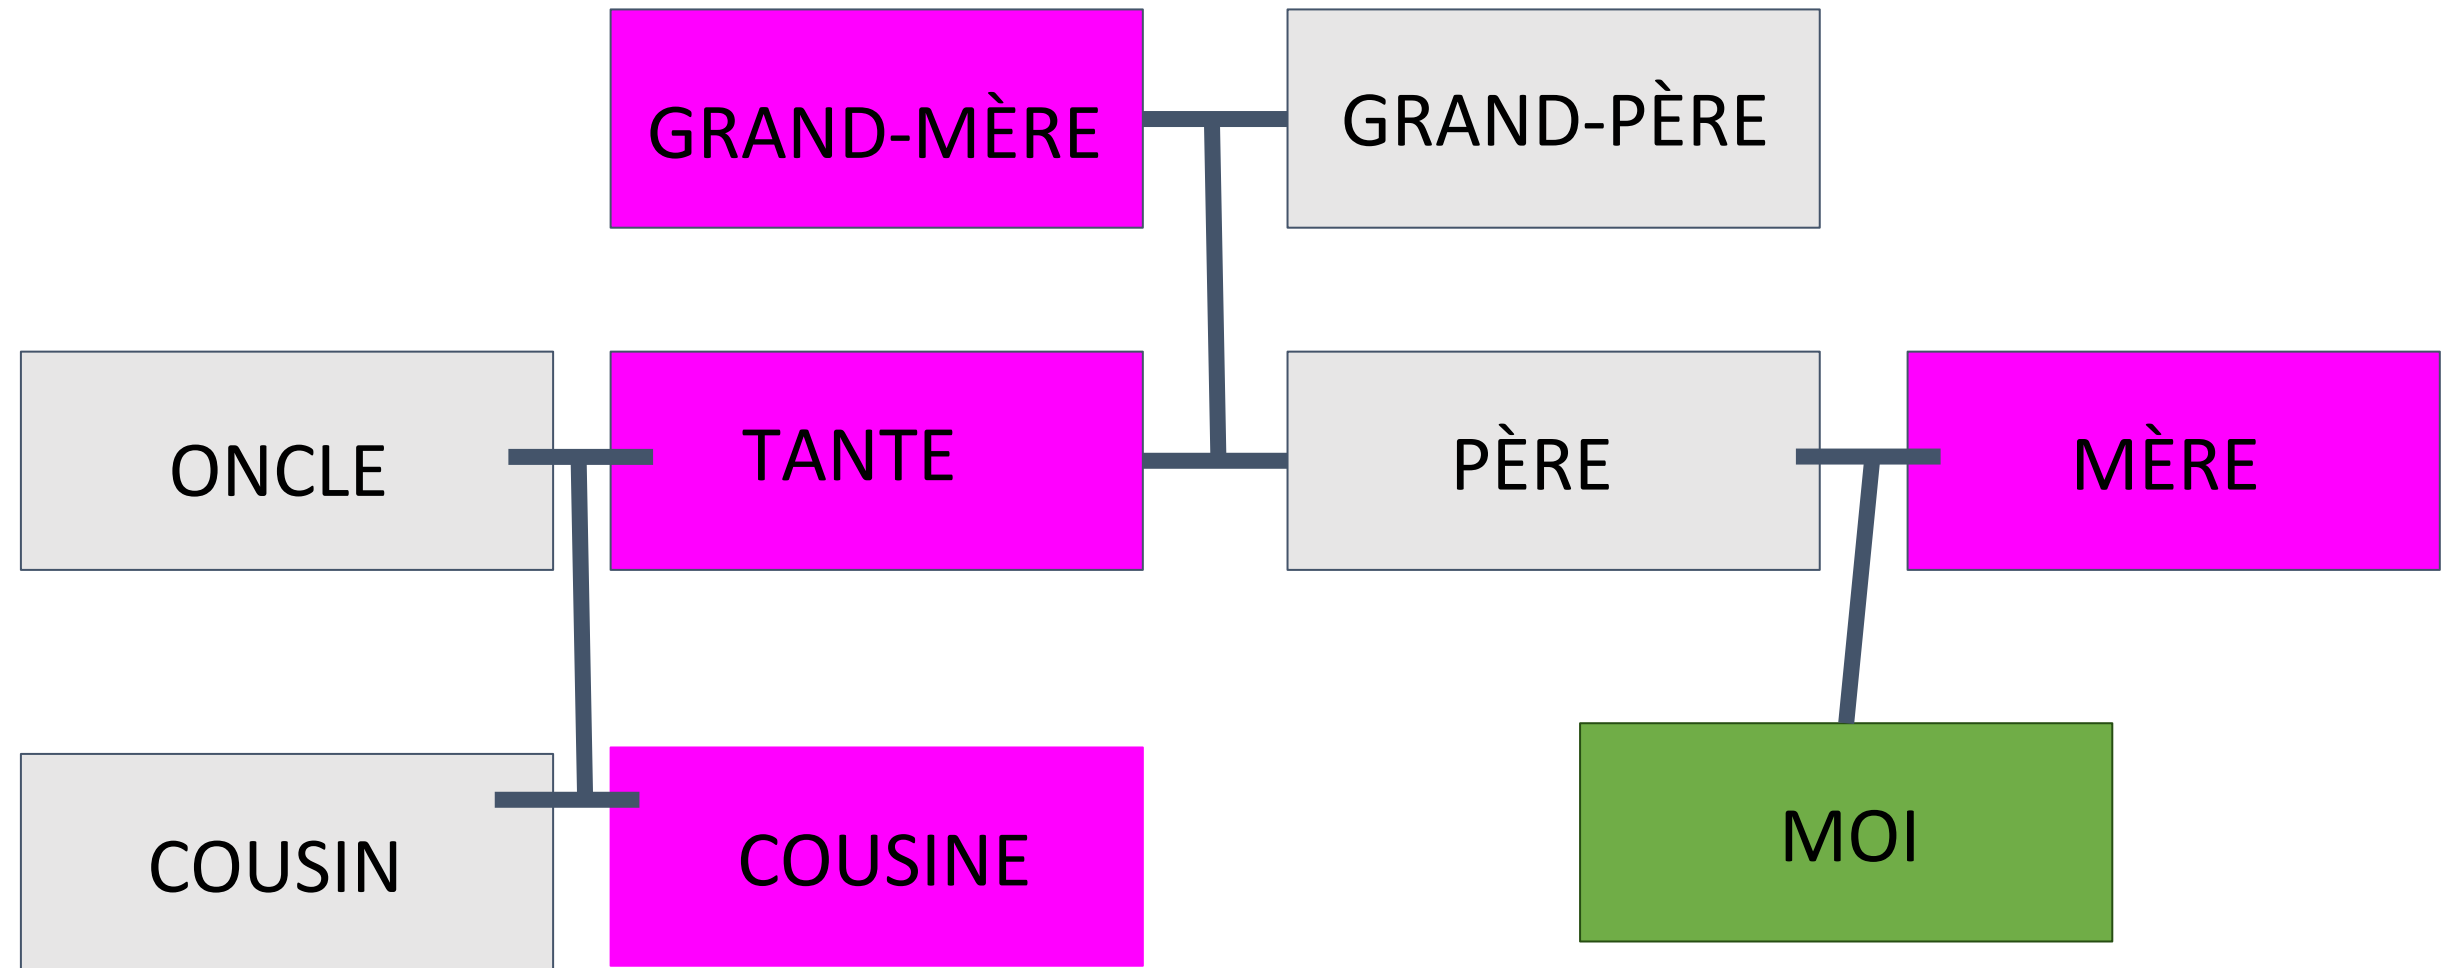 GRAND-MÈRE
GRAND-PÈRE
ONCLE
TANTE
PÈRE
MÈRE
COUSIN
COUSINE
MOI